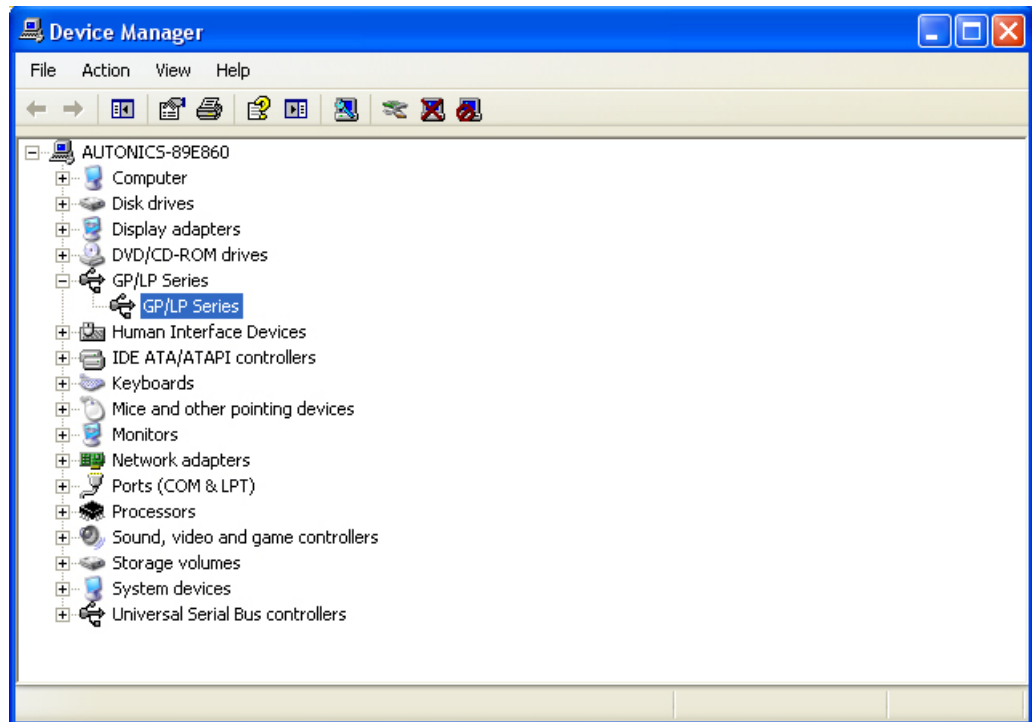 Device Manager
File Action View Help
AUTONICS-89E860
Computer
Disk drives
Display adapters
DVD/CD-ROM drives
GP/LP Series
GP/LP Series
Human Interface Devices
IDE ATA/ATAPI controllers
Keyboards
Mice and other pointing devices
Monitors
Network adapters
Ports (COM & LPT)
Processors
Sound, video and game controllers
Storage volumes
System devices
Universal Serial Bus controllers